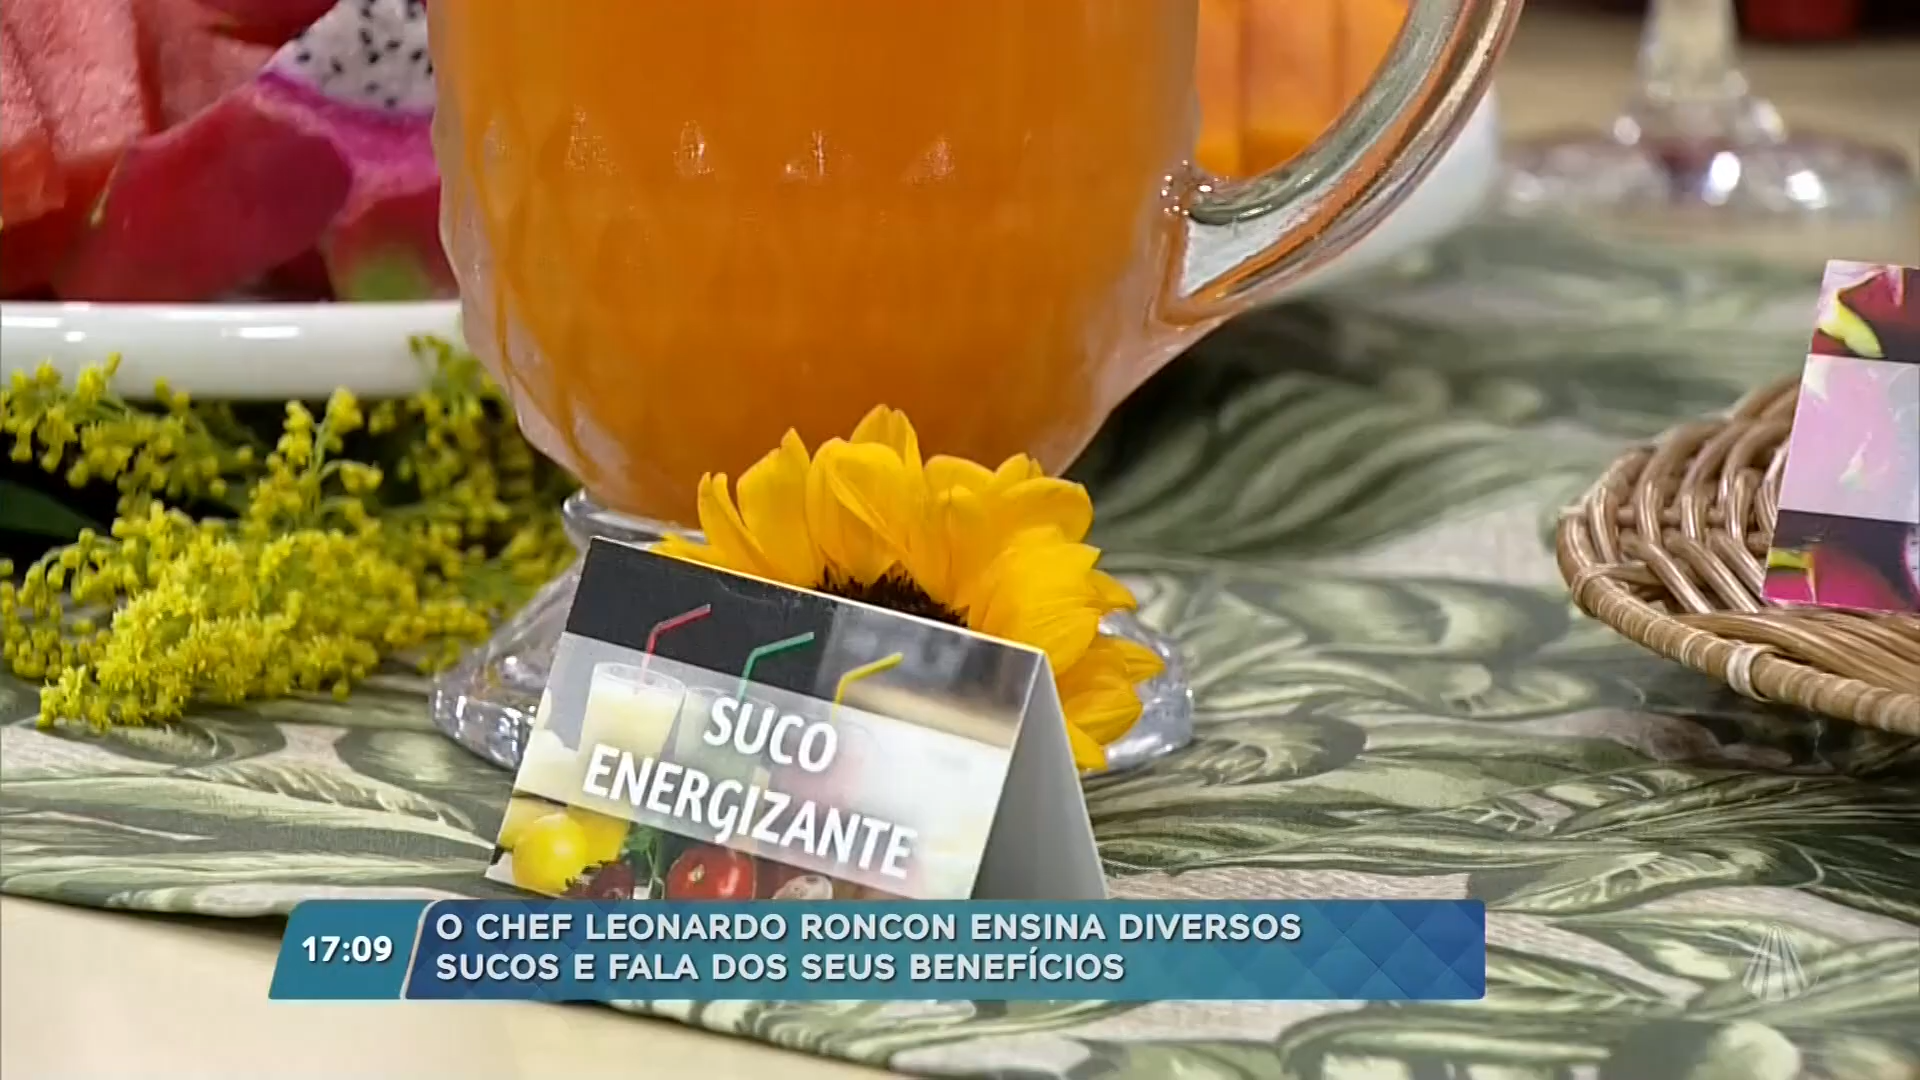 SUCO
ENERGIZANTE
17:09
O CHEF LEONARDO RONCON ENSINA DIVERSOS
SUCOS E FALA DOS SEUS BENEFÍCIOS